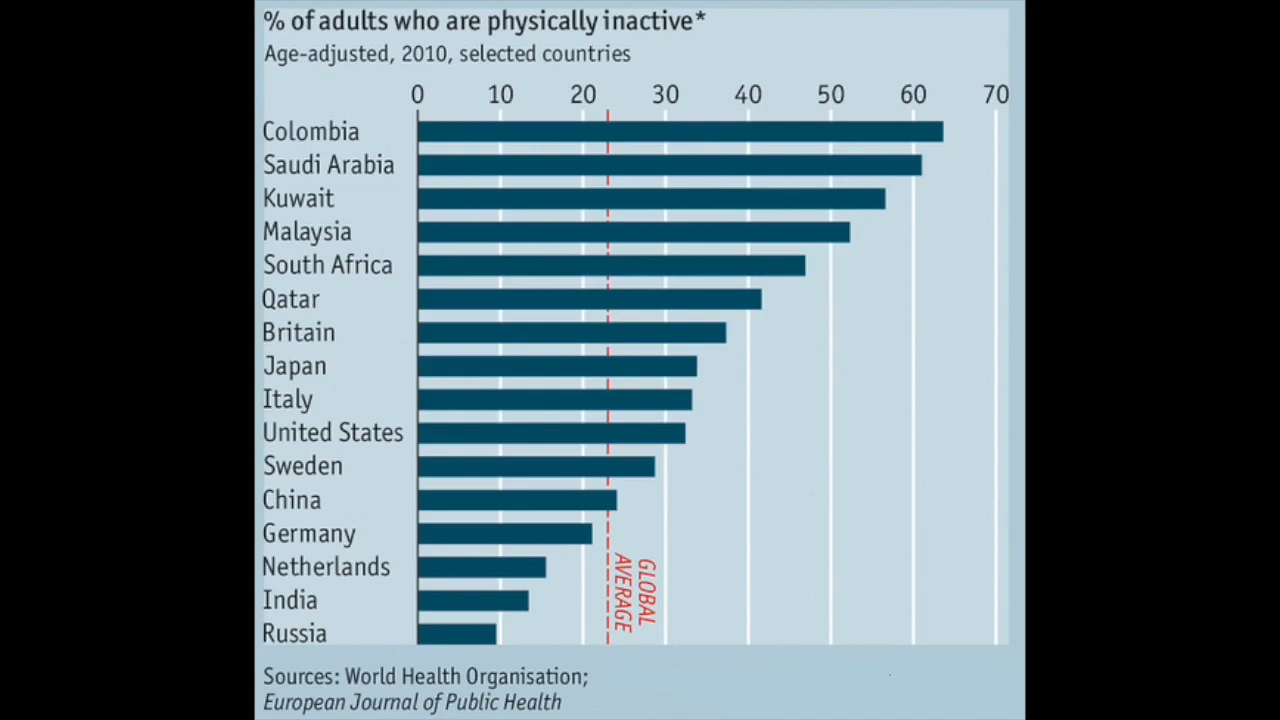 % of adults who are physically inactive*
Age-adjusted, 2010, selected countries
0 10 20 30 40 50 60 70
Colombia
Saudi Arabia
Kuwait
Malaysia
South Africa
Qatar
Britain
Japan
Italy
United States
Sweden
China
Germany
Netherlands
India
Russia
GLOBAL
AVERAGE
Sources: World Health Organisation;
European Journal of Public Health